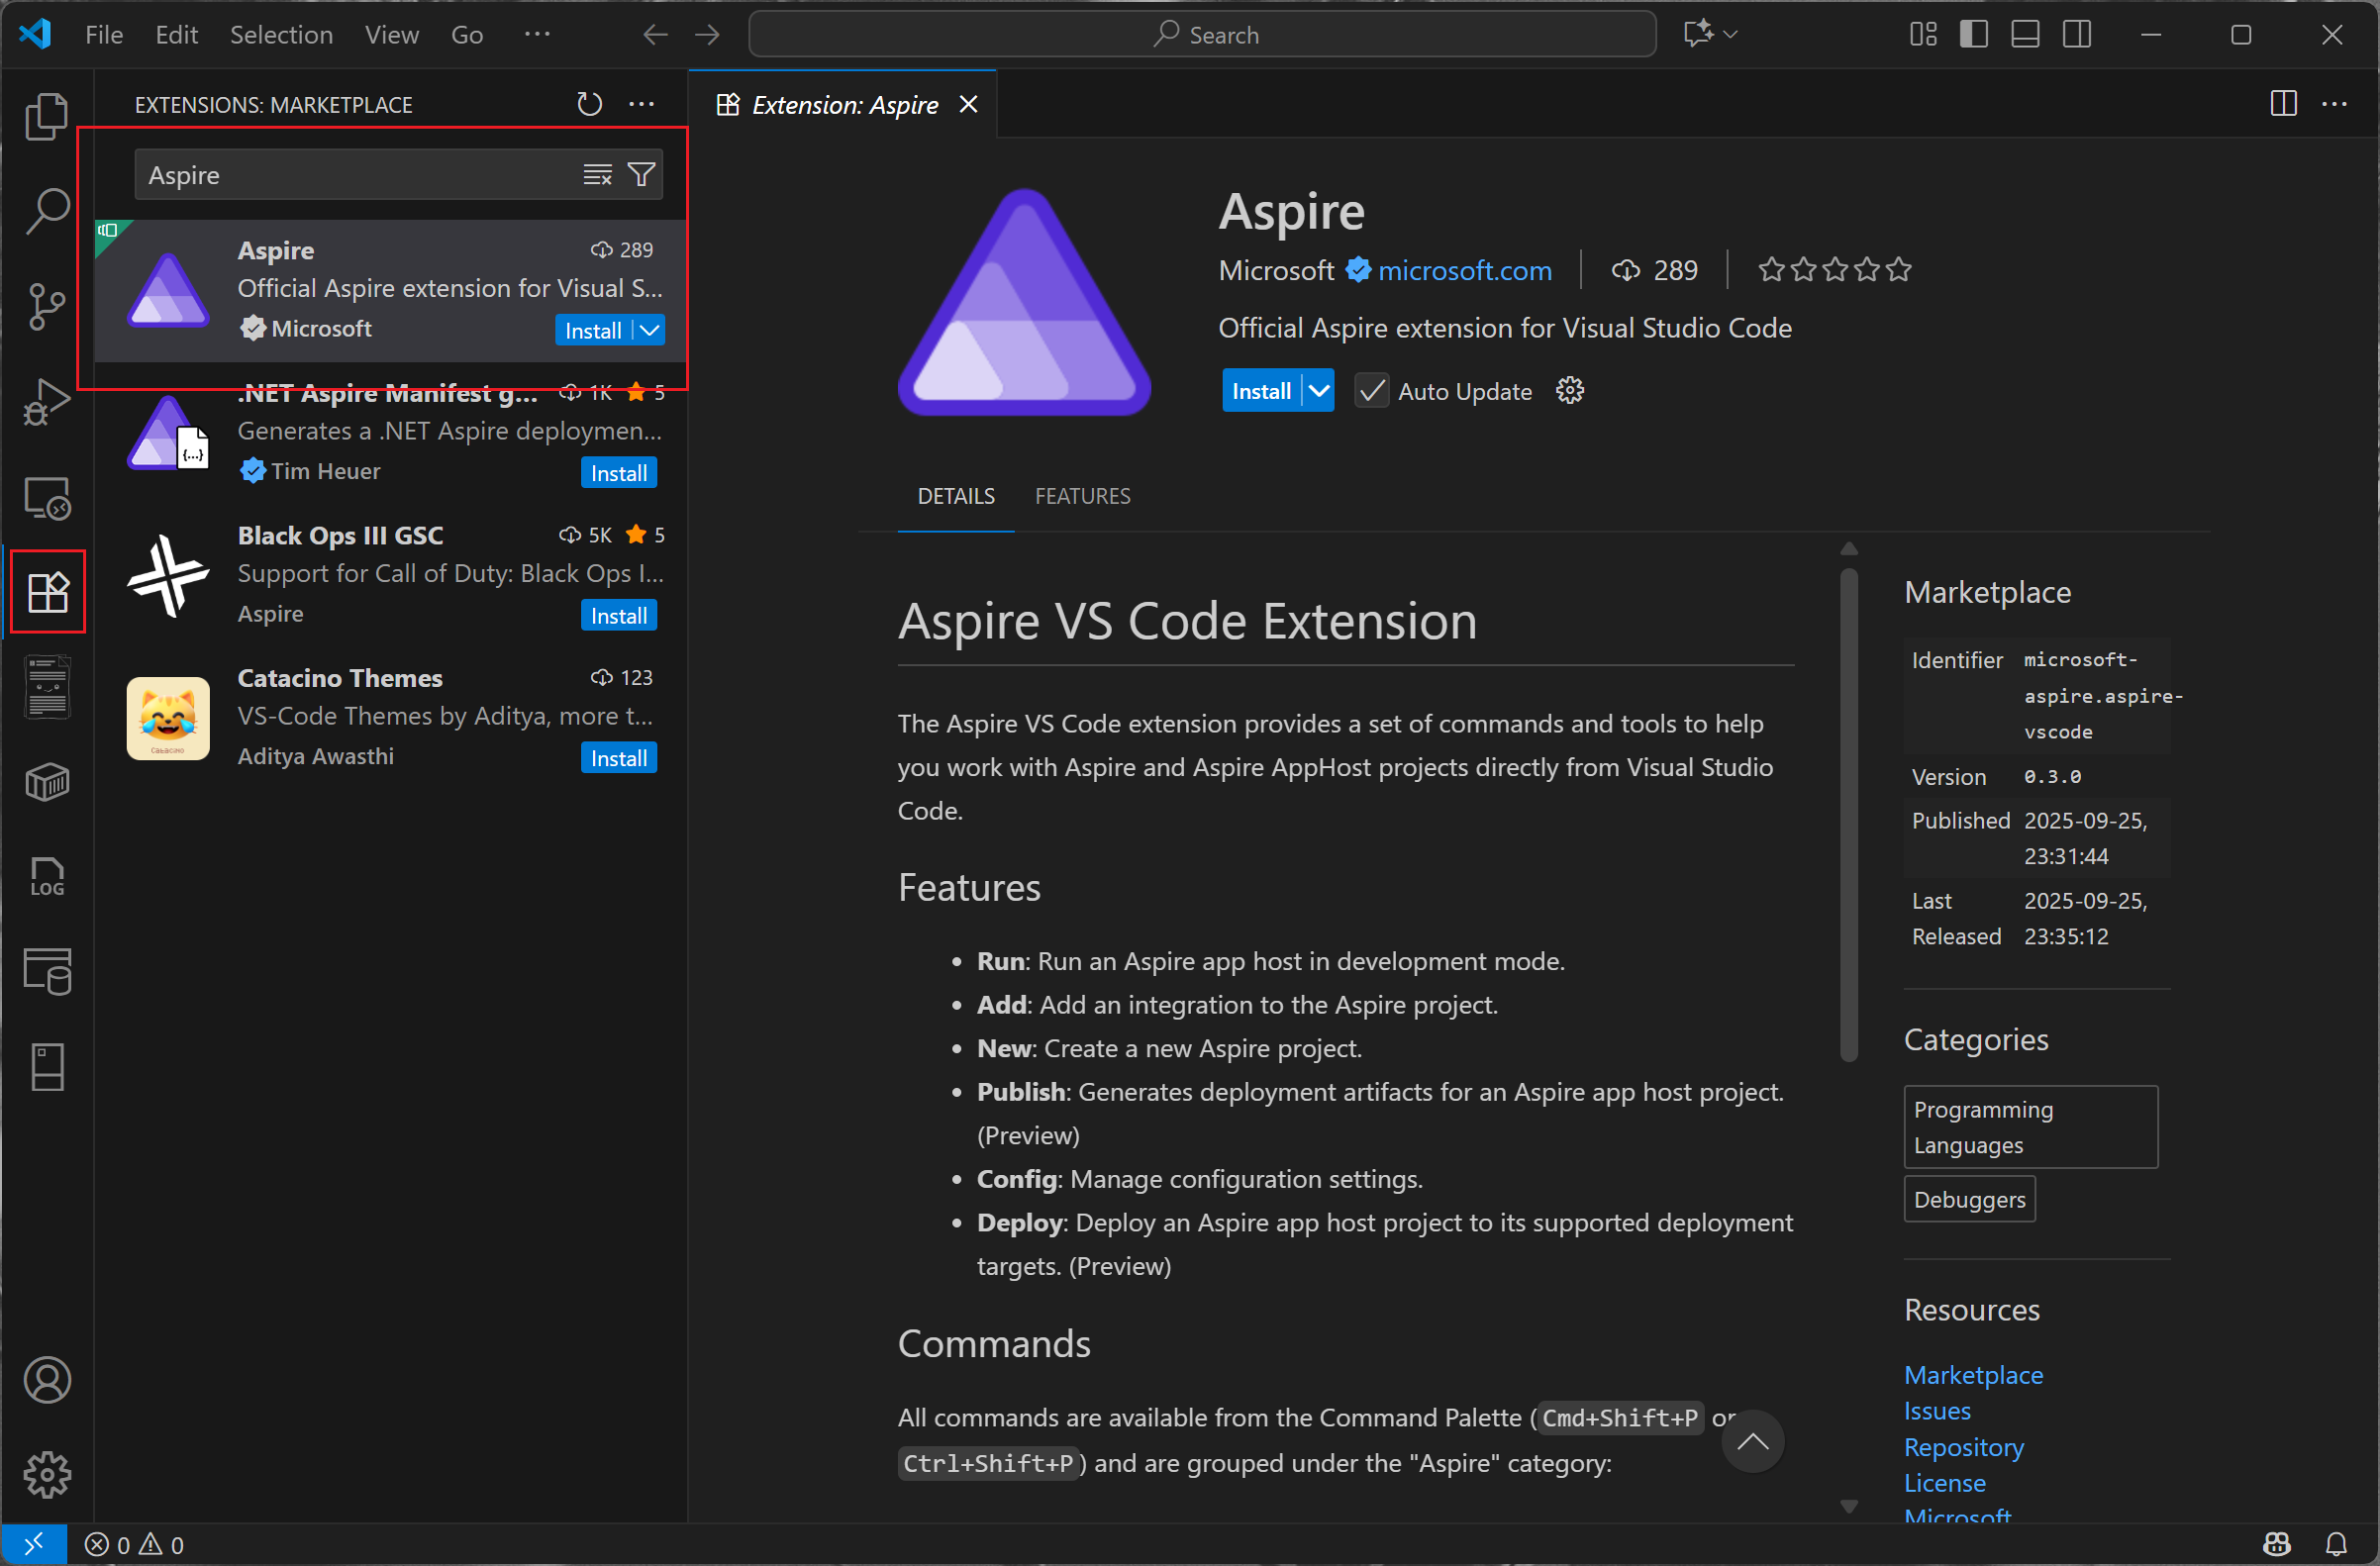 File Edit Selection View Go ···
Search
EXTENSIONS: MARKETPLACE
Aspire
Aspire 289
Official Aspire extension for Visual S...
Microsoft Install
.NET Aspire Manifest g... 1K 5
Generates a .NET Aspire deploymen...
{...}
Tim Heuer Install
Black Ops III GSC 5K 5
Support for Call of Duty: Black Ops I...
Aspire Install
Catacino Themes 123
VS-Code Themes by Aditya, more t...
Catacino
Aditya Awasthi Install
LOG
Extension: Aspire
Aspire
Microsoft microsoft.com 289
Official Aspire extension for Visual Studio Code
Install Auto Update
DETAILS FEATURES
Aspire VS Code Extension
The Aspire VS Code extension provides a set of commands and tools to help
you work with Aspire and Aspire AppHost projects directly from Visual Studio
Code.
Features
• Run: Run an Aspire app host in development mode.
• Add: Add an integration to the Aspire project.
• New: Create a new Aspire project.
• Publish: Generates deployment artifacts for an Aspire app host project.
(Preview)
• Config: Manage configuration settings.
• Deploy: Deploy an Aspire app host project to its supported deployment
targets. (Preview)
Commands
All commands are available from the Command Palette (Cmd+Shift+P or
Ctrl+Shift+P) and are grouped under the "Aspire" category:
Marketplace
Identifier microsoft-
aspire.aspire-
vscode
Version 0.3.0
Published 2025-09-25,
23:31:44
Last 2025-09-25,
Released 23:35:12
Categories
Programming
Languages
Debuggers
Resources
Marketplace
Issues
Repository
License
Microsoft
0 0